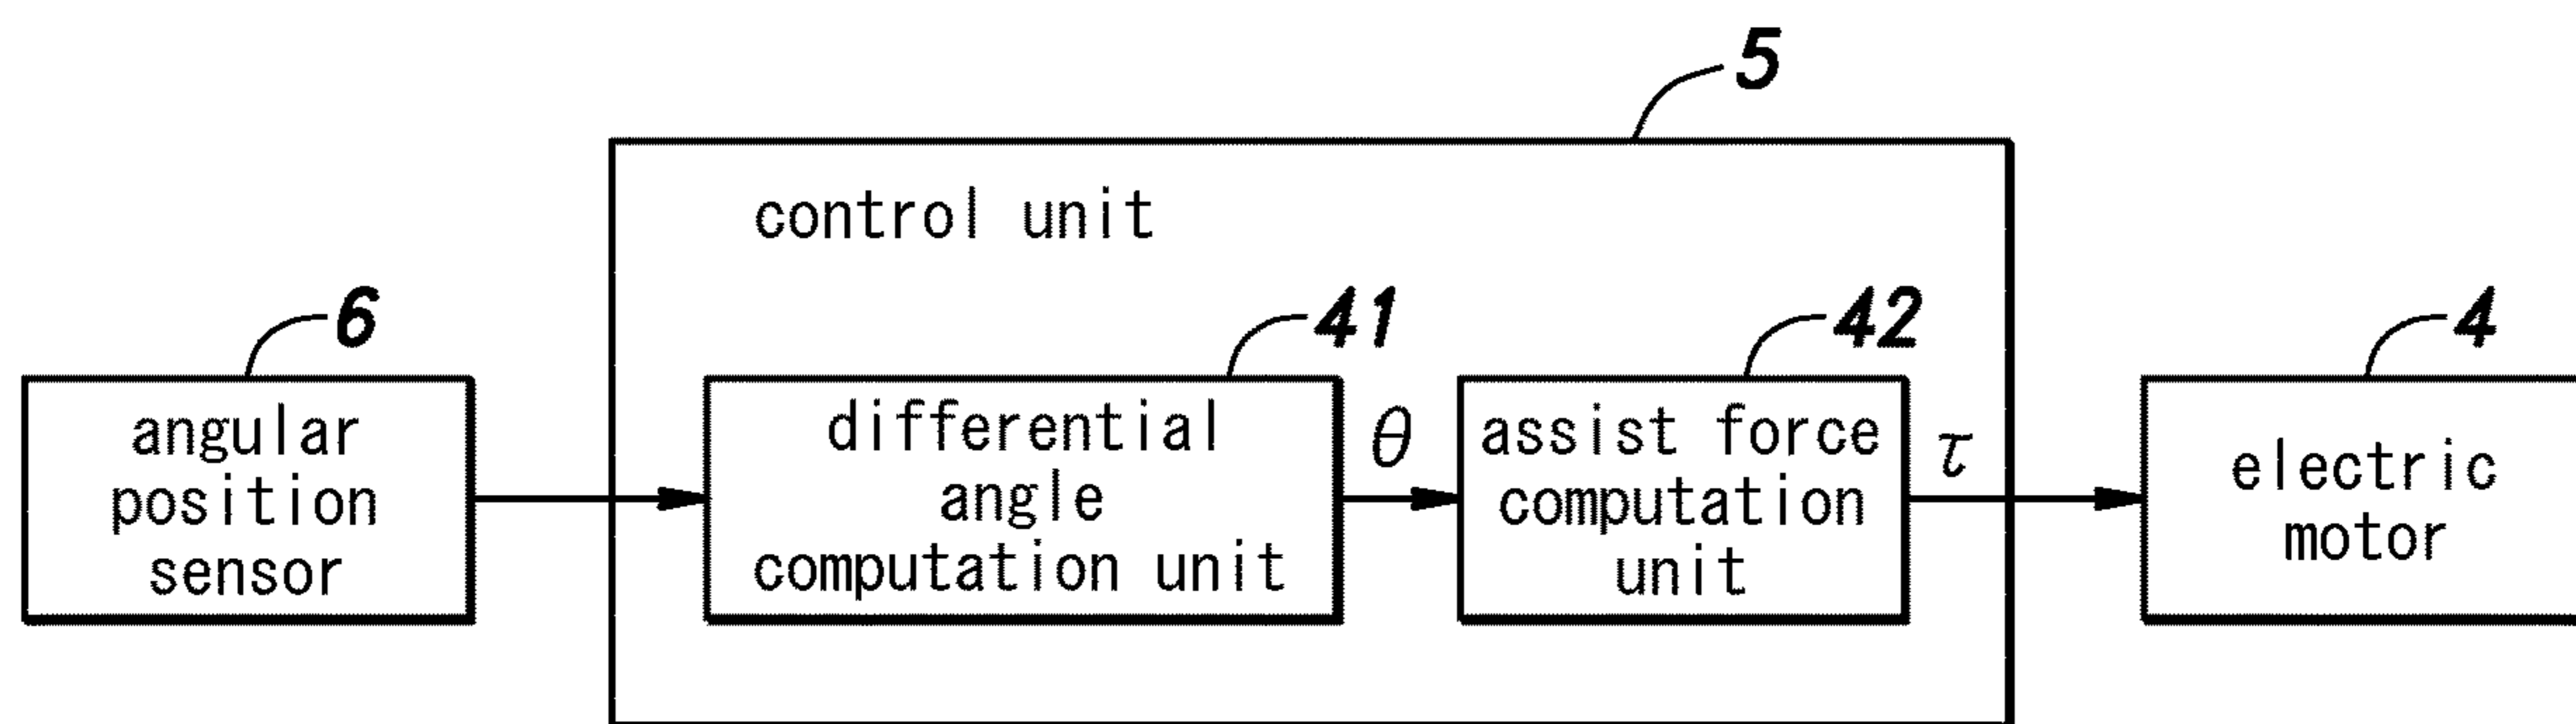 5
control unit
6
41
42
4
angular
position
sensor
differential
angle
computation unit
θ
assist force
computation
unit
τ
electric
motor